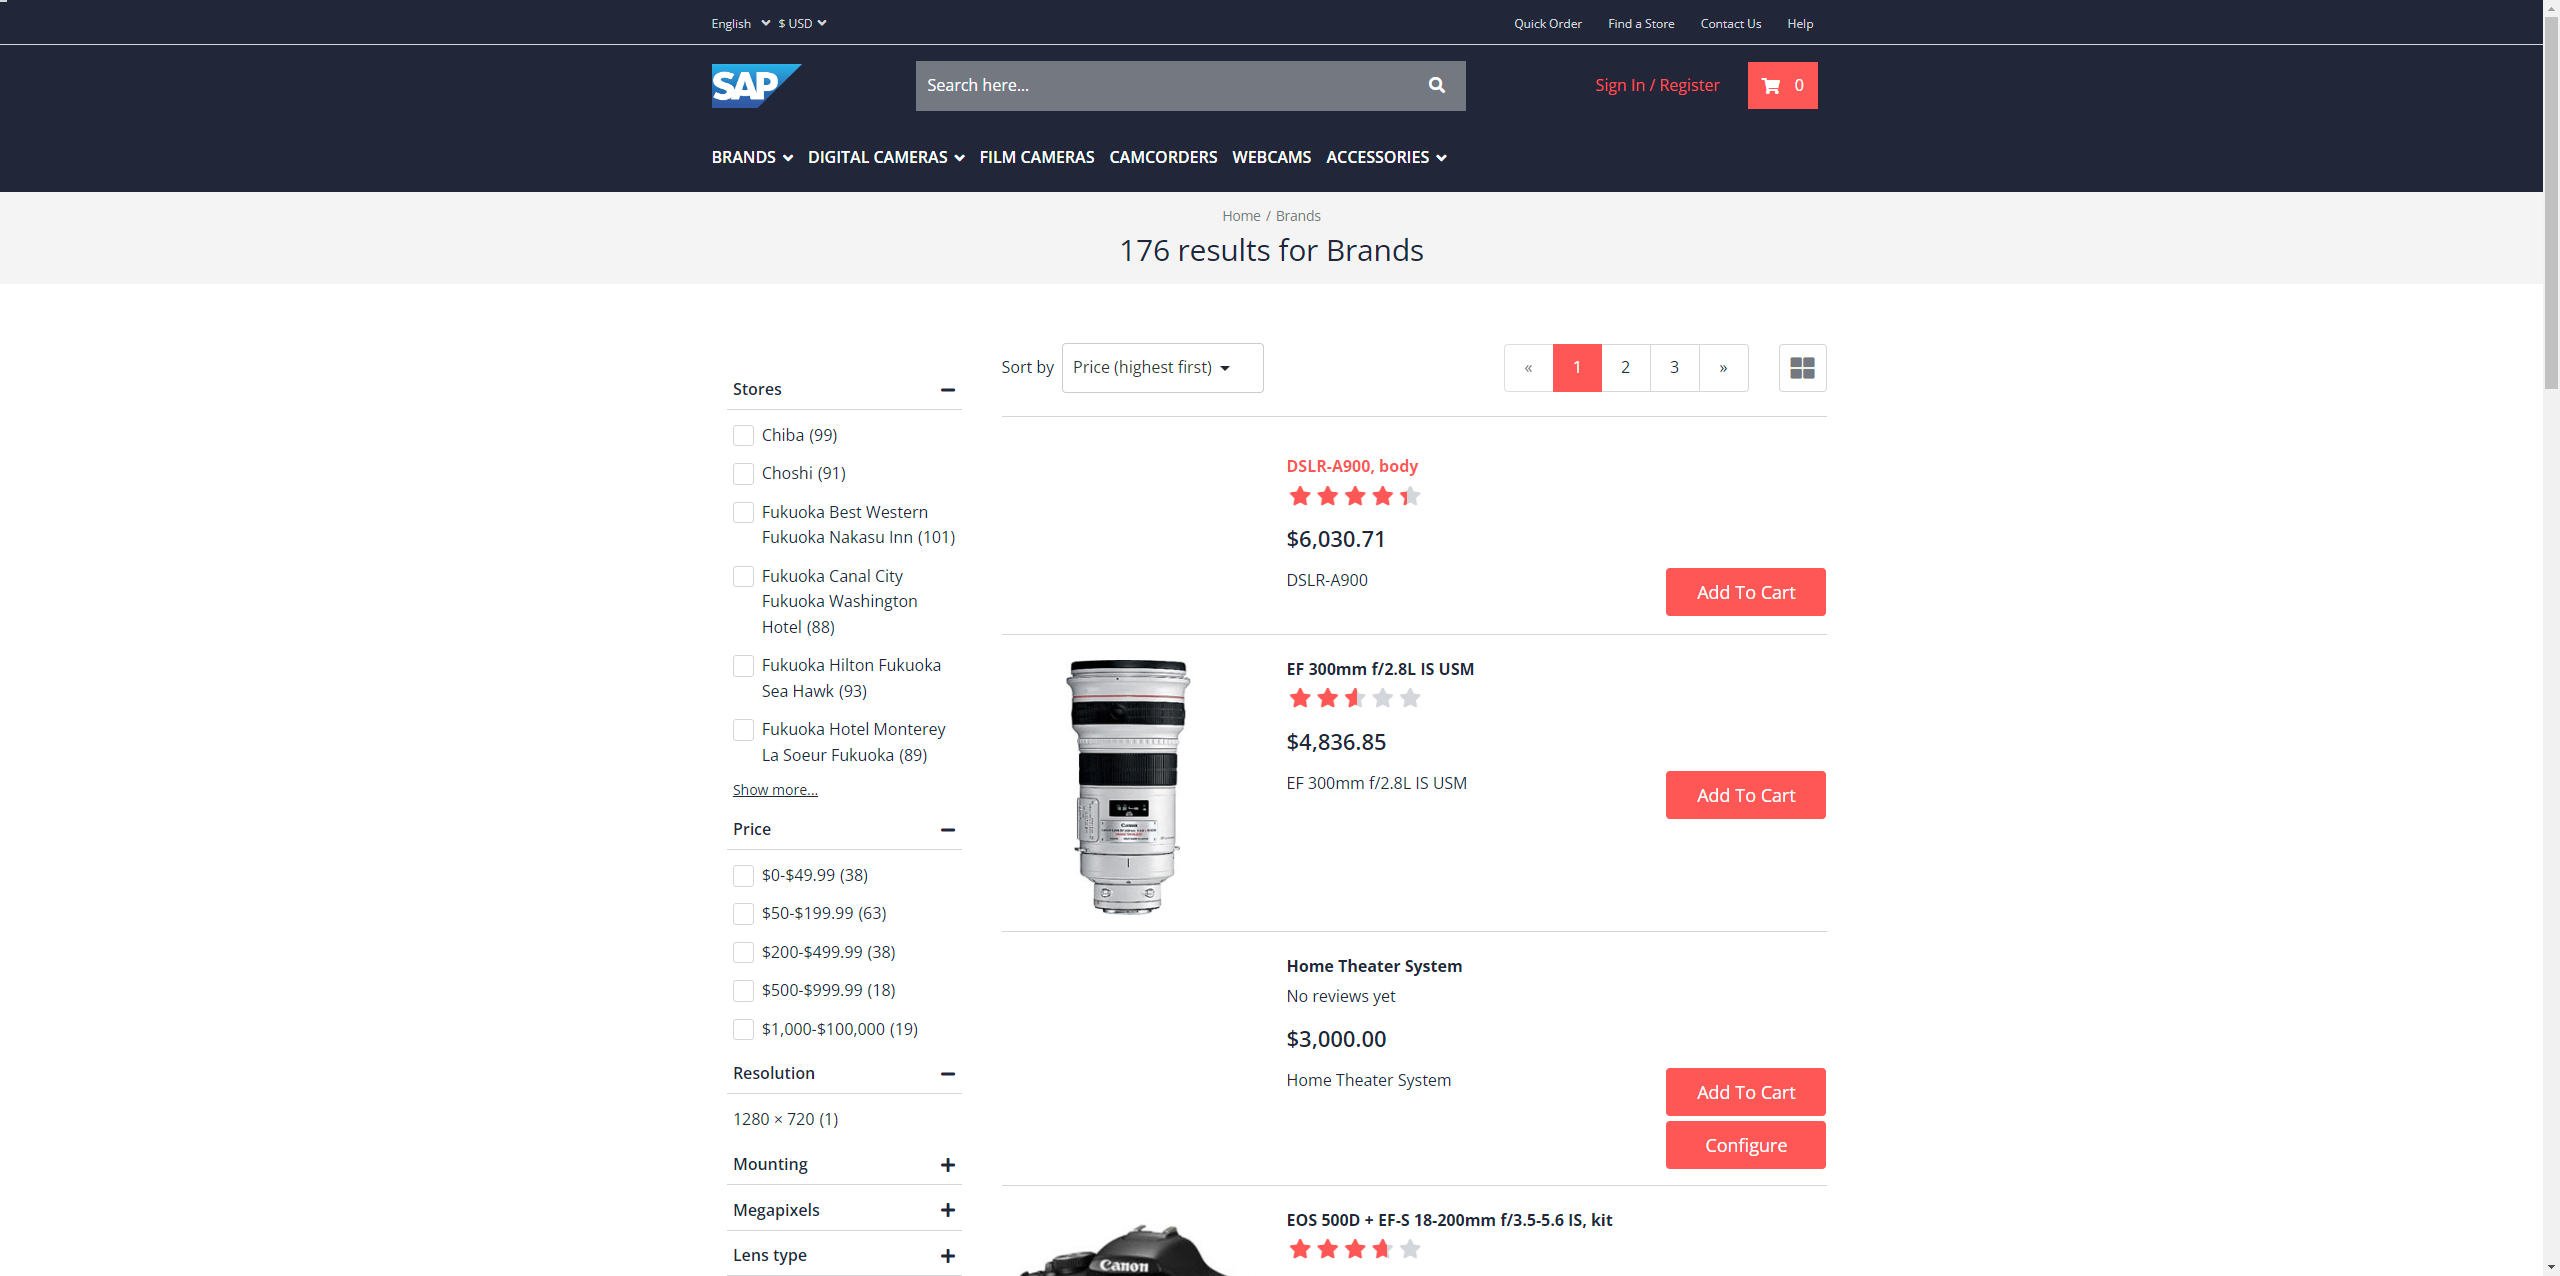 English
$ USD
Quick Order
Find a Store
Contact Us
Help
SAP
Search here...
Sign In / Register
0
BRANDS
DIGITAL CAMERAS
FILM CAMERAS
CAMCORDERS
WEBCAMS
ACCESSORIES
Home / Brands
176 results for Brands
Stores
Chiba (99)
Choshi (91)
Fukuoka Best Western
Fukuoka Nakasu Inn (101)
Fukuoka Canal City
Fukuoka Washington
Hotel (88)
Fukuoka Hilton Fukuoka
Sea Hawk (93)
Fukuoka Hotel Monterey
La Soeur Fukuoka (89)
Show more...
Price
$0-$49.99 (38)
$50-$199.99 (63)
$200-$499.99 (38)
$500-$999.99 (18)
$1,000-$100,000 (19)
Resolution
1280 × 720 (1)
Mounting
Megapixels
Lens type
Sort by
Price (highest first)
« 1 2 3 »
DSLR-A900, body
$6,030.71
DSLR-A900
Add To Cart
EF 300mm f/2.8L IS USM
$4,836.85
EF 300mm f/2.8L IS USM
Add To Cart
Canon
Home Theater System
No reviews yet
$3,000.00
Home Theater System
Add To Cart
Configure
EOS 500D + EF-S 18-200mm f/3.5-5.6 IS, kit
Canon